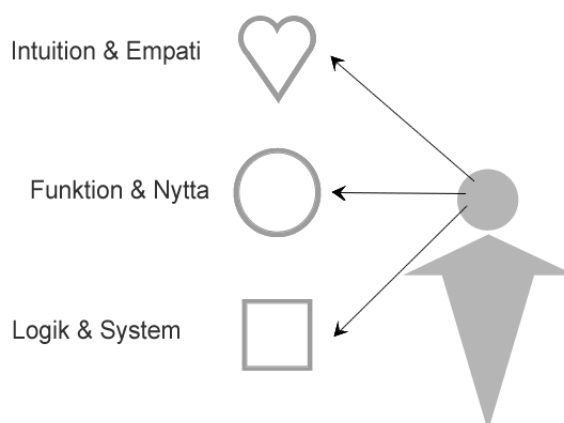 Intuition & Empati
Funktion & Nytta
Logik & System